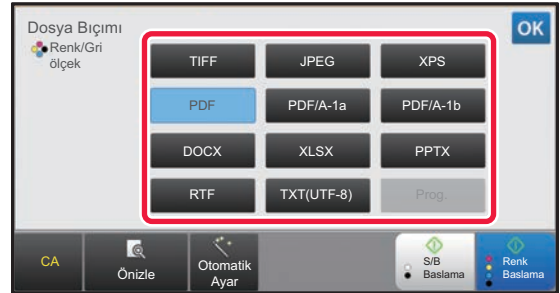 Dosya Bıçımı
OK
Renk/Gri
ölçek
TIFF
JPEG
XPS
PDF
PDF/A-1a
PDF/A-1b
DOCX
XLSX
PPTX
RTF
TXT(UTF-8)
Prog.
CA
Önizle
Otomatik
Ayar
S/B
Baslama
Renk
Baslama